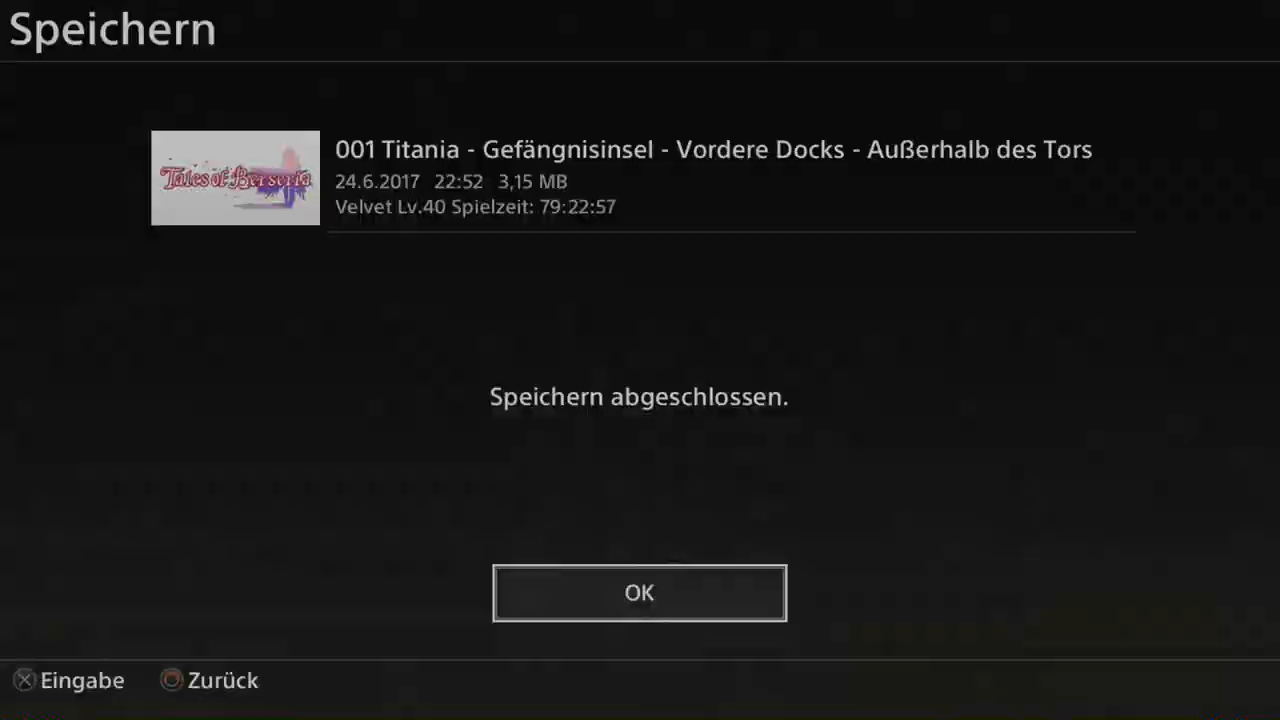 Speichern
Tales of Berseria
001 Titania - Gefängnisinsel - Vordere Docks - Außerhalb des Tors
24.6.2017 22:52 3,15 MB
Velvet Lv.40 Spielzeit: 79:22:57
Speichern abgeschlossen.
OK
Eingabe Zurück